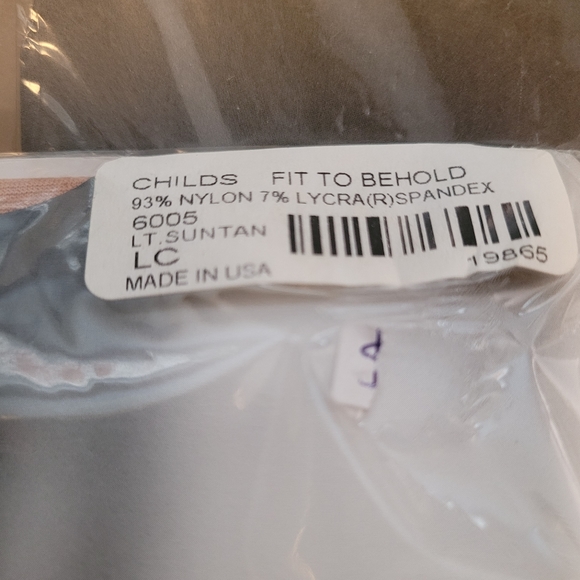 CHILDS FIT TO BEHOLD
93% NYLON 7% LYCRA(R)SPANDEX
6005
LT.SUNTAN
LC
MADE IN USA
19865